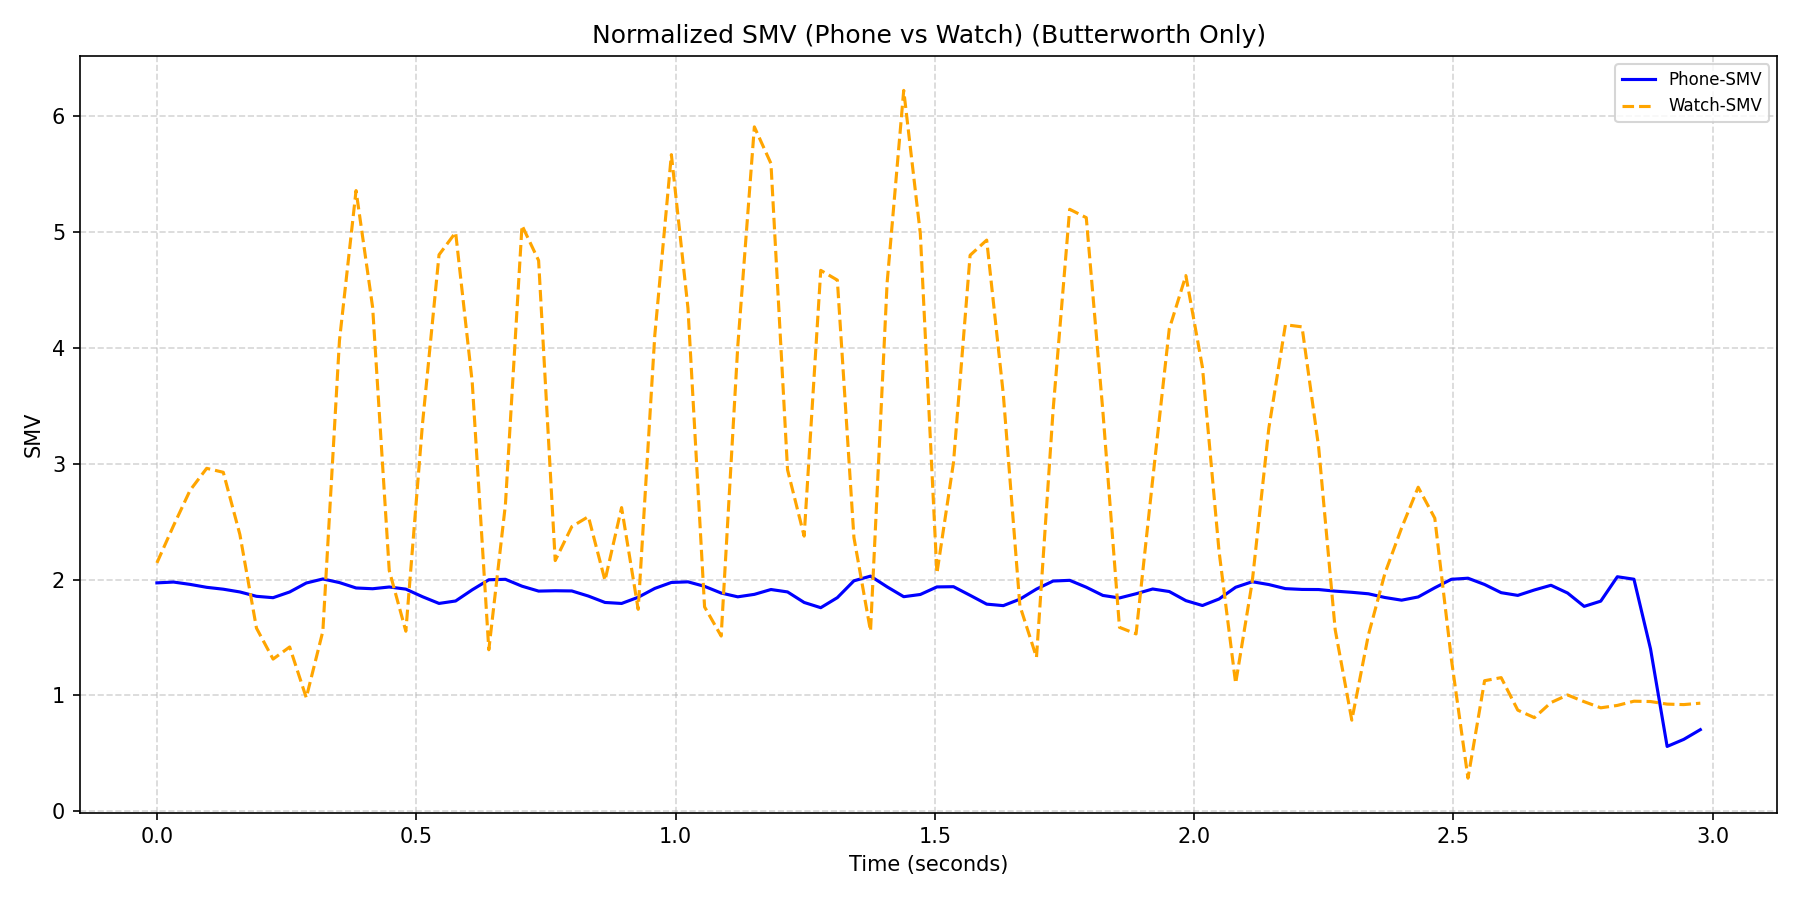 Normalized SMV (Phone vs Watch) (Butterworth Only)
Phone-SMV
Watch-SMV
SMV
6
5
4
3
2
1
0
0.0 0.5 1.0 1.5 2.0 2.5 3.0
Time (seconds)